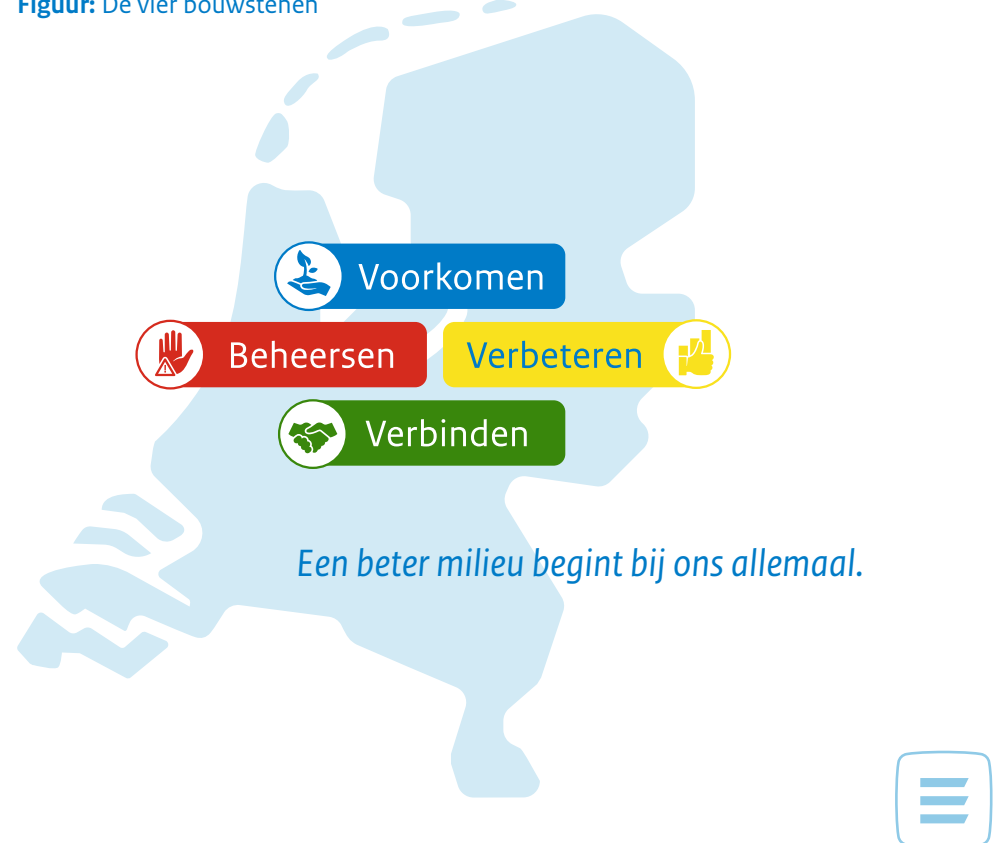 Figuur: De vier bouwstenen
Voorkomen
Beheersen
Verbeteren
Verbinden
Een beter milieu begint bij ons allemaal.